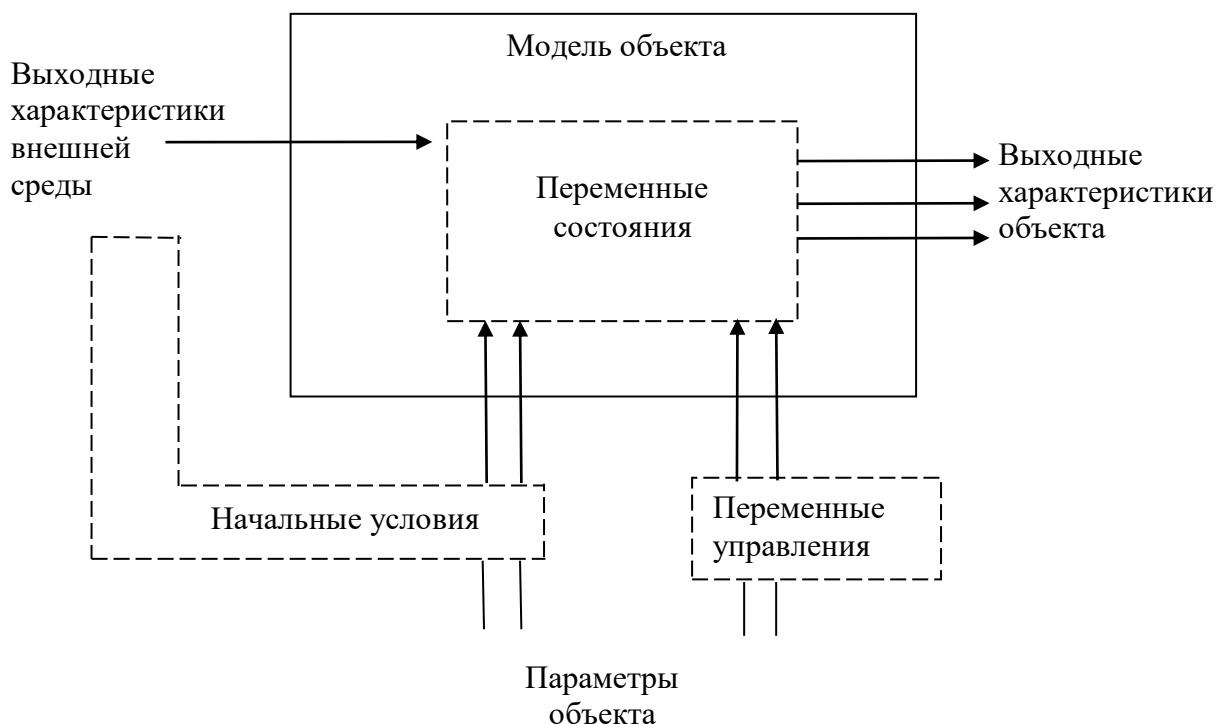 Модель объекта
Выходные
характеристики
внешней
среды
Переменные
состояния
Выходные
характеристики
объекта
Начальные условия
Переменные
управления
Параметры
объекта